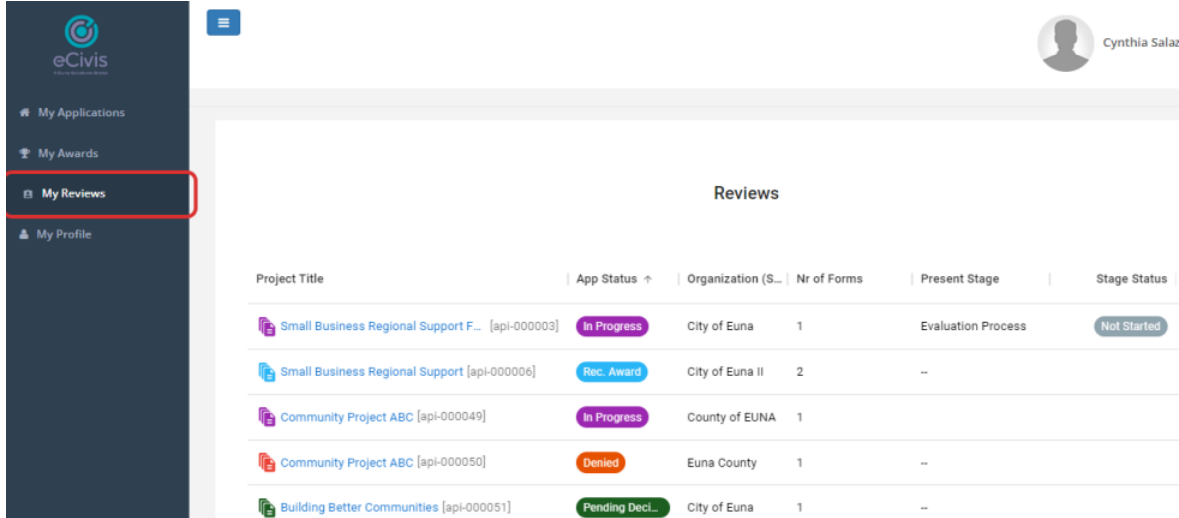 eCivis
Cynthia Salaz
My Applications
My Awards
My Reviews
My Profile
Reviews
Project Title App Status ↑ Organization (S... Nr of Forms Present Stage Stage Status
Small Business Regional Support F... [api-000003] In Progress City of Euna 1 Evaluation Process Not Started
Small Business Regional Support [api-000006] Rec. Award City of Euna II 2 --
Community Project ABC [api-000049] In Progress County of EUNA 1
Community Project ABC [api-000050] Denied Euna County 1 --
Building Better Communities [api-000051] Pending Deci... City of Euna 1 --